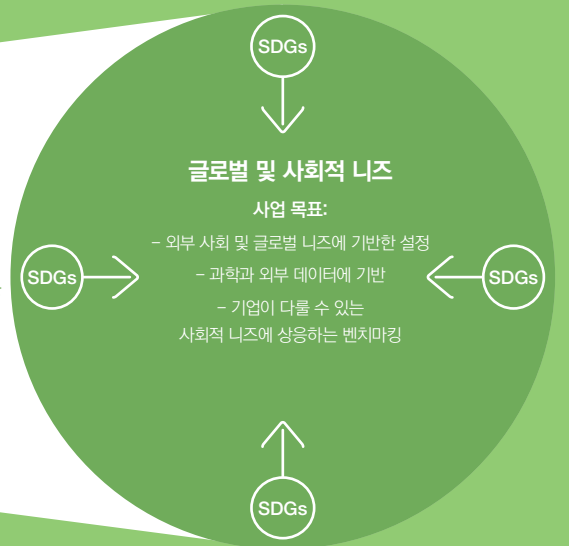 SDGs
글로벌 및 사회적 니즈
사업 목표:
– 외부 사회 및 글로벌 니즈에 기반한 설정
– 과학과 외부 데이터에 기반
– 기업이 다룰 수 있는
사회적 니즈에 상응하는 벤치마킹
SDGs
SDGs
SDGs